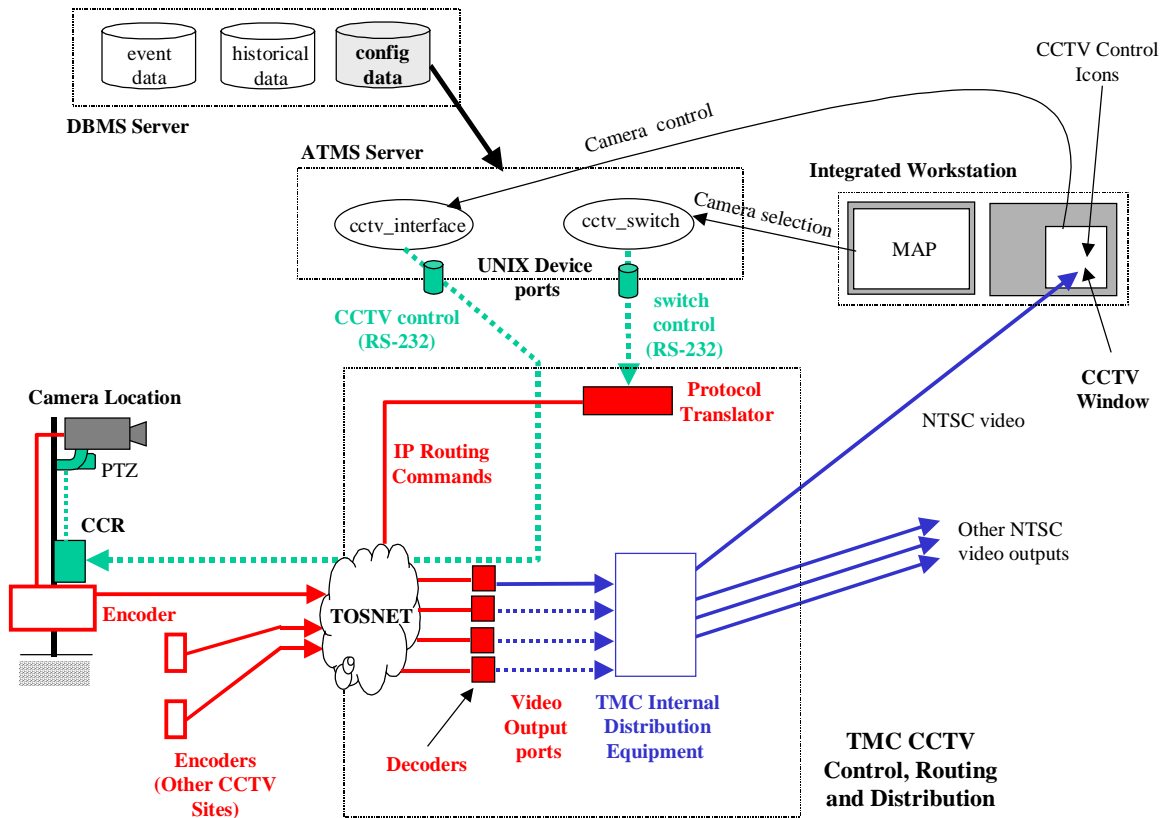 event
data
historical
data
config
data
DBMS Server
CCTV Control
Icons
Camera control
ATMS Server
Integrated Workstation
cctv_interface
cctv_switch
Camera selection
MAP
UNIX Device
ports
CCTV control
(RS-232)
switch
control
(RS-232)
CCTV
Window
Camera Location
PTZ
Protocol
Translator
NTSC video
IP Routing
Commands
CCR
Other NTSC
video outputs
Encoder
TOSNET
Video
Output
ports
TMC Internal
Distribution
Equipment
Decoders
Encoders
(Other CCTV
Sites)
TMC CCTV
Control, Routing
and Distribution